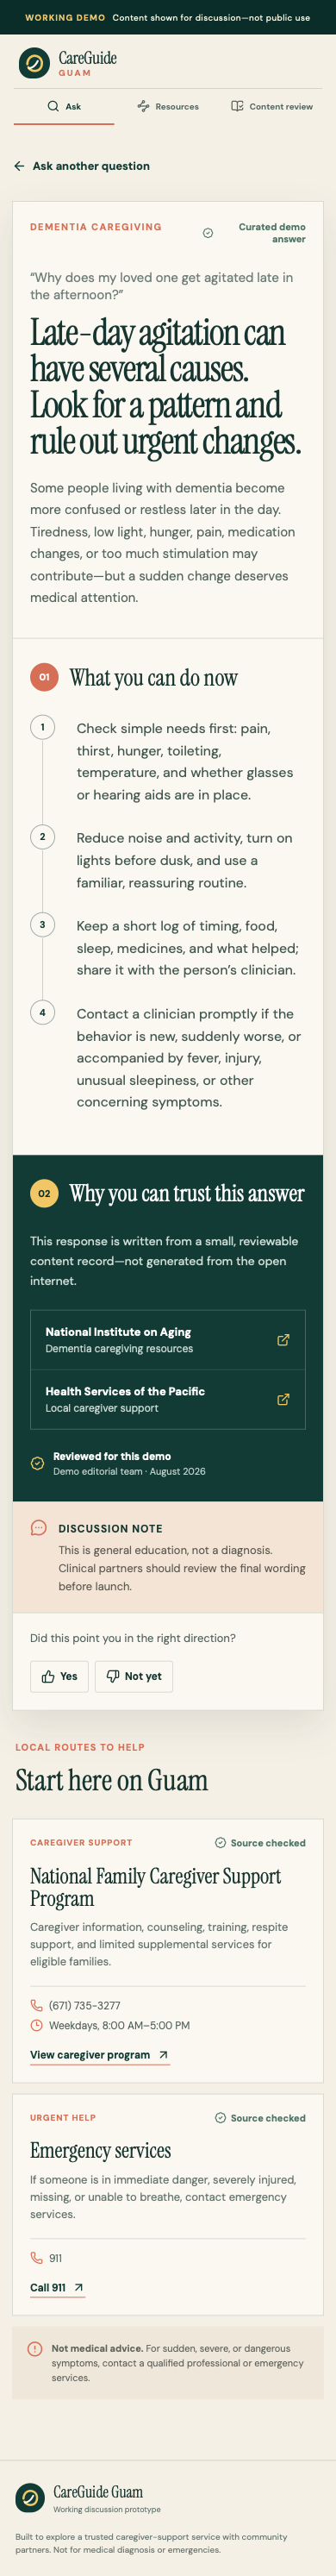 WORKING DEMO Content shown for discussion—not public use
CareGuide
GUAM
Ask Resources Content review
Ask another question
DEMENTIA CAREGIVING
Curated demo
answer
“Why does my loved one get agitated late in
the afternoon?”
Late-day agitation can
have several causes.
Look for a pattern and
rule out urgent changes.
Some people living with dementia become
more confused or restless later in the day.
Tiredness, low light, hunger, pain, medication
changes, or too much stimulation may
contribute—but a sudden change deserves
medical attention.
01 What you can do now
1 Check simple needs first: pain,
thirst, hunger, toileting,
temperature, and whether glasses
or hearing aids are in place.
2 Reduce noise and activity, turn on
lights before dusk, and use a
familiar, reassuring routine.
3 Keep a short log of timing, food,
sleep, medicines, and what helped;
share it with the person’s clinician.
4 Contact a clinician promptly if the
behavior is new, suddenly worse, or
accompanied by fever, injury,
unusual sleepiness, or other
concerning symptoms.
02 Why you can trust this answer
This response is written from a small, reviewable
content record—not generated from the open
internet.
National Institute on Aging
Dementia caregiving resources
Health Services of the Pacific
Local caregiver support
Reviewed for this demo
Demo editorial team · August 2026
DISCUSSION NOTE
This is general education, not a diagnosis.
Clinical partners should review the final wording
before launch.
Did this point you in the right direction?
Yes Not yet
LOCAL ROUTES TO HELP
Start here on Guam
CAREGIVER SUPPORT Source checked
National Family Caregiver Support
Program
Caregiver information, counseling, training, respite
support, and limited supplemental services for
eligible families.
(671) 735-3277
Weekdays, 8:00 AM–5:00 PM
View caregiver program
URGENT HELP Source checked
Emergency services
If someone is in immediate danger, severely injured,
missing, or unable to breathe, contact emergency
services.
911
Call 911
Not medical advice. For sudden, severe, or dangerous
symptoms, contact a qualified professional or emergency
services.
CareGuide Guam
Working discussion prototype
Built to explore a trusted caregiver-support service with community
partners. Not for medical diagnosis or emergencies.